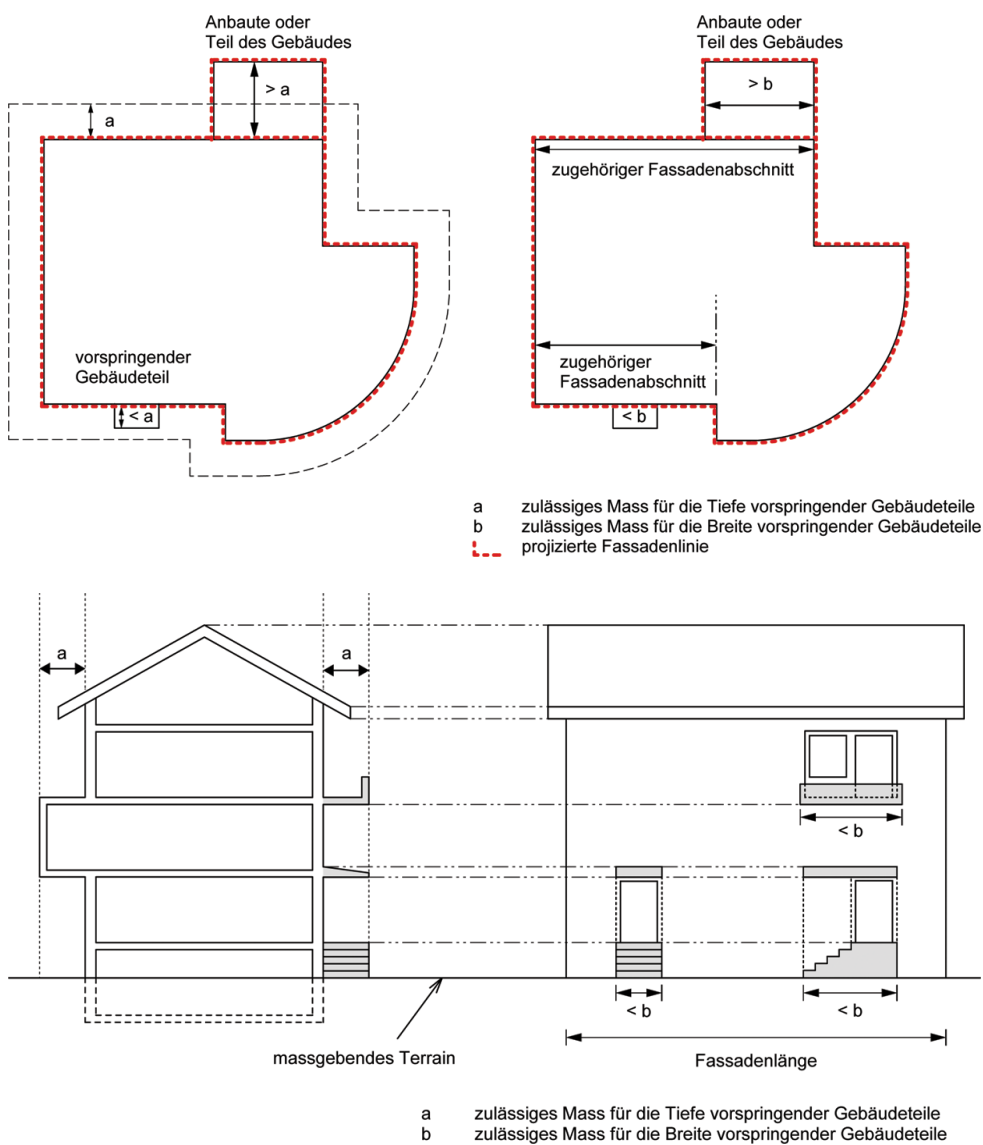 Anbaute oder
Teil des Gebäudes
> a
a
vorspringender
Gebäudeteil
< a
Anbaute oder
Teil des Gebäudes
> b
zugehöriger Fassadenabschnitt
zugehöriger
Fassadenabschnitt
< b
a zulässiges Mass für die Tiefe vorspringender Gebäudeteile
b zulässiges Mass für die Breite vorspringender Gebäudeteile
projizierte Fassadenlinie
a
a
< b
< b
< b
massgebendes Terrain
Fassadenlänge
a zulässiges Mass für die Tiefe vorspringender Gebäudeteile
b zulässiges Mass für die Breite vorspringender Gebäudeteile